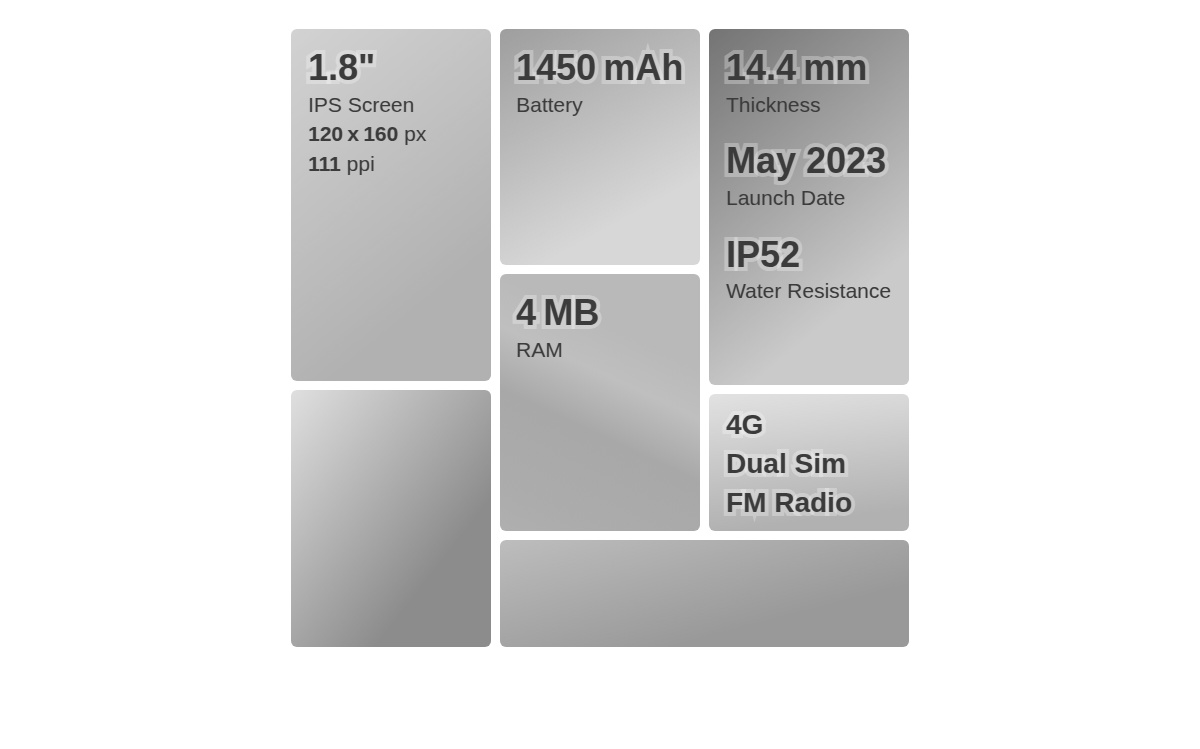 1.8"
IPS Screen
120 x 160 px
111 ppi
1450 mAh
Battery
4 MB
RAM
14.4 mm
Thickness
May 2023
Launch Date
IP52
Water Resistance
4G
Dual Sim
FM Radio